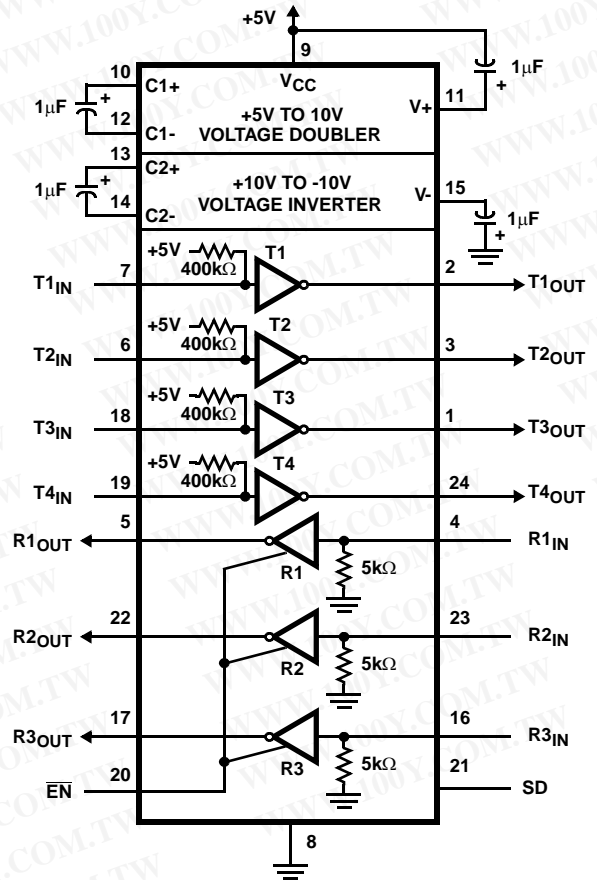 +5V
9
10
C1+
VCC
1µF
+
1µF
+
+5V TO 10V
VOLTAGE DOUBLER
V+
11
12
C1-
13
C2+
1µF
+
+10V TO -10V
VOLTAGE INVERTER
V-
15
14
C2-
1µF
+
+5V
400kΩ
T1
T1IN
7
2
T1OUT
+5V
400kΩ
T2
T2IN
6
3
T2OUT
+5V
400kΩ
T3
T3IN
18
1
T3OUT
+5V
400kΩ
T4
T4IN
19
24
T4OUT
R1OUT
5
4
R1IN
R1
5kΩ
R2OUT
22
23
R2IN
R2
5kΩ
R3OUT
17
16
R3IN
R3
5kΩ
20
EN
21
SD
8
WWW.100Y.COM.TW